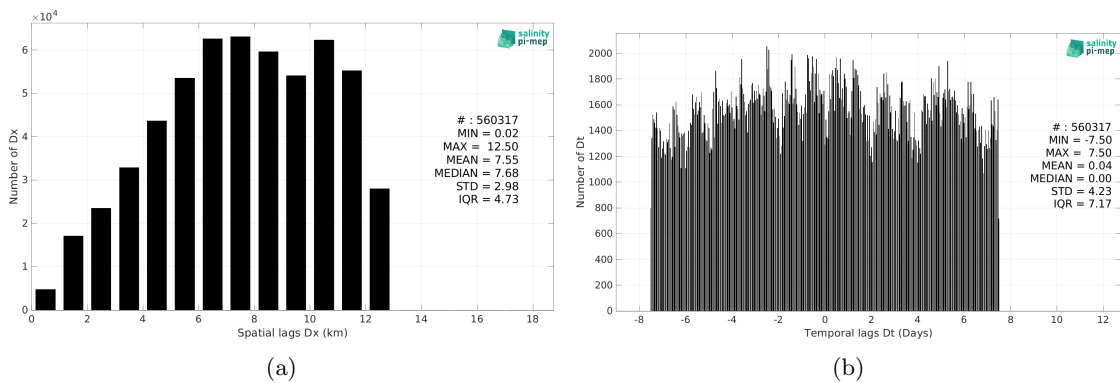 ×10⁴
salinity
pi-mep
6
5
4
3
2
1
0
Number of Dx
# : 560317
MIN = 0.02
MAX = 12.50
MEAN = 7.55
MEDIAN = 7.68
STD = 2.98
IQR = 4.73
0 2 4 6 8 10 12 14 16 18
Spatial lags Dx (km)
(a)
salinity
pi-mep
2000
1800
1600
1400
1200
1000
800
600
400
200
0
Number of Dt
# : 560317
MIN = -7.50
MAX = 7.50
MEAN = 0.04
MEDIAN = 0.00
STD = 4.23
IQR = 7.17
-8 -6 -4 -2 0 2 4 6 8 10 12
Temporal lags Dt (Days)
(b)